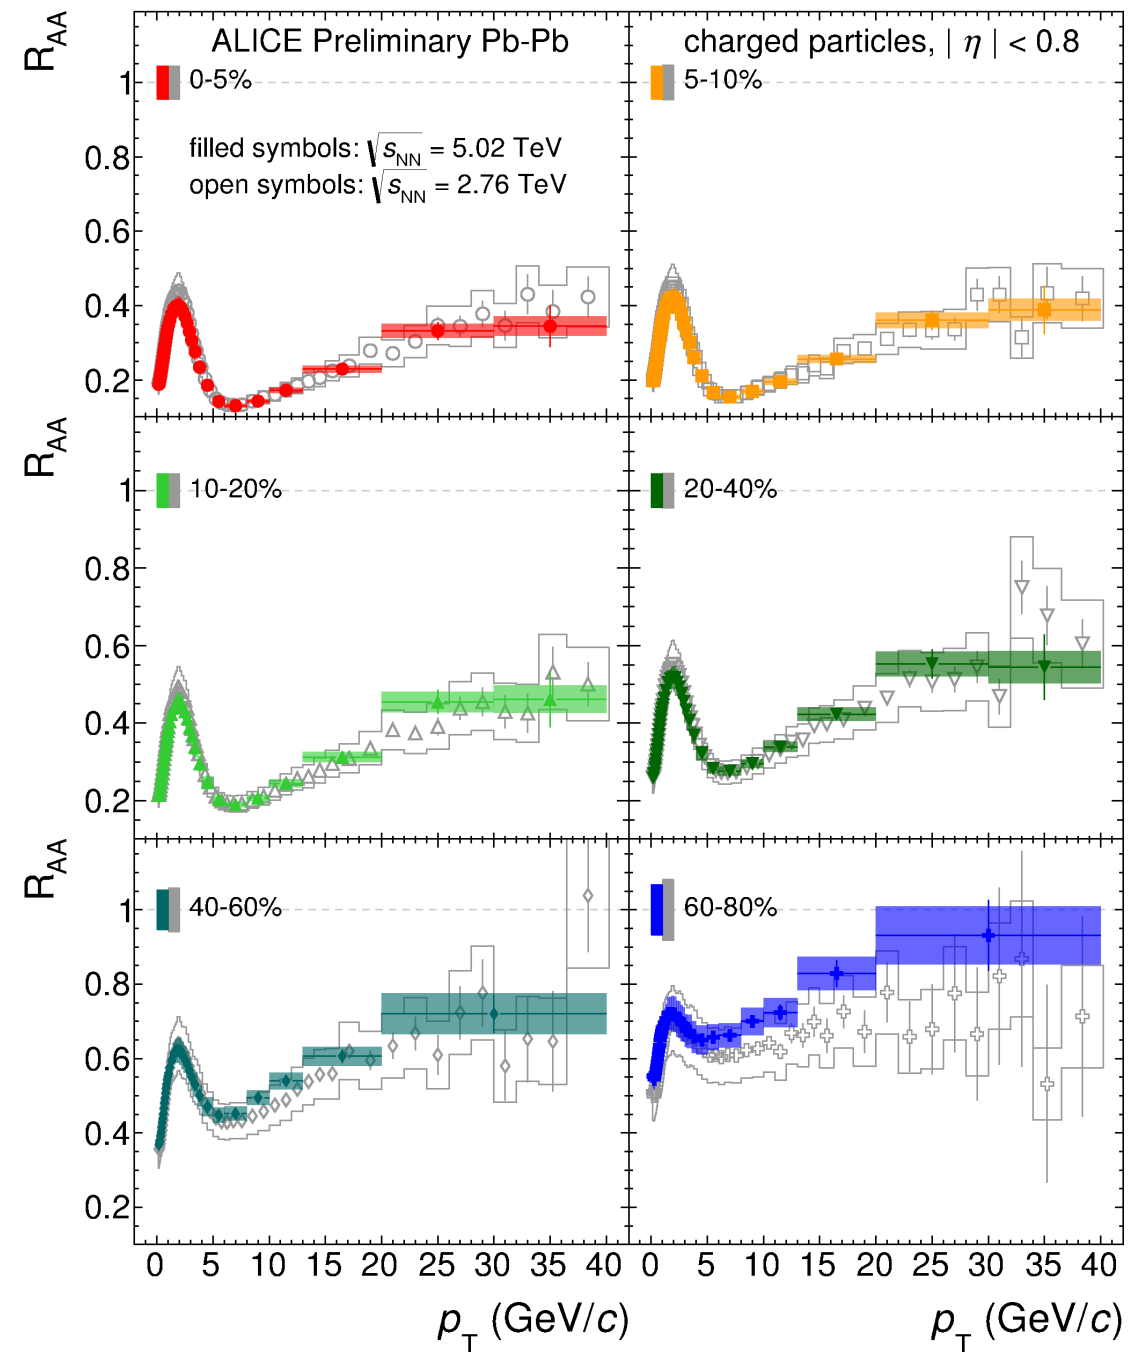 R_AA
ALICE Preliminary Pb-Pb
charged particles, | η | < 0.8
1
0-5%
5-10%
filled symbols: √s_NN = 5.02 TeV
open symbols: √s_NN = 2.76 TeV
0.8
0.6
0.4
0.2
R_AA
1
10-20%
20-40%
0.8
0.6
0.4
0.2
R_AA
1
40-60%
60-80%
0.8
0.6
0.4
0.2
0 5 10 15 20 25 30 35 40 0 5 10 15 20 25 30 35 40
p_T (GeV/c) p_T (GeV/c)